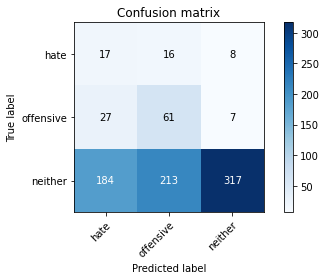 Confusion matrix
True label
hate 17 16 8
offensive 27 61 7
neither 184 213 317
hate offensive neither
Predicted label
300
250
200
150
100
50